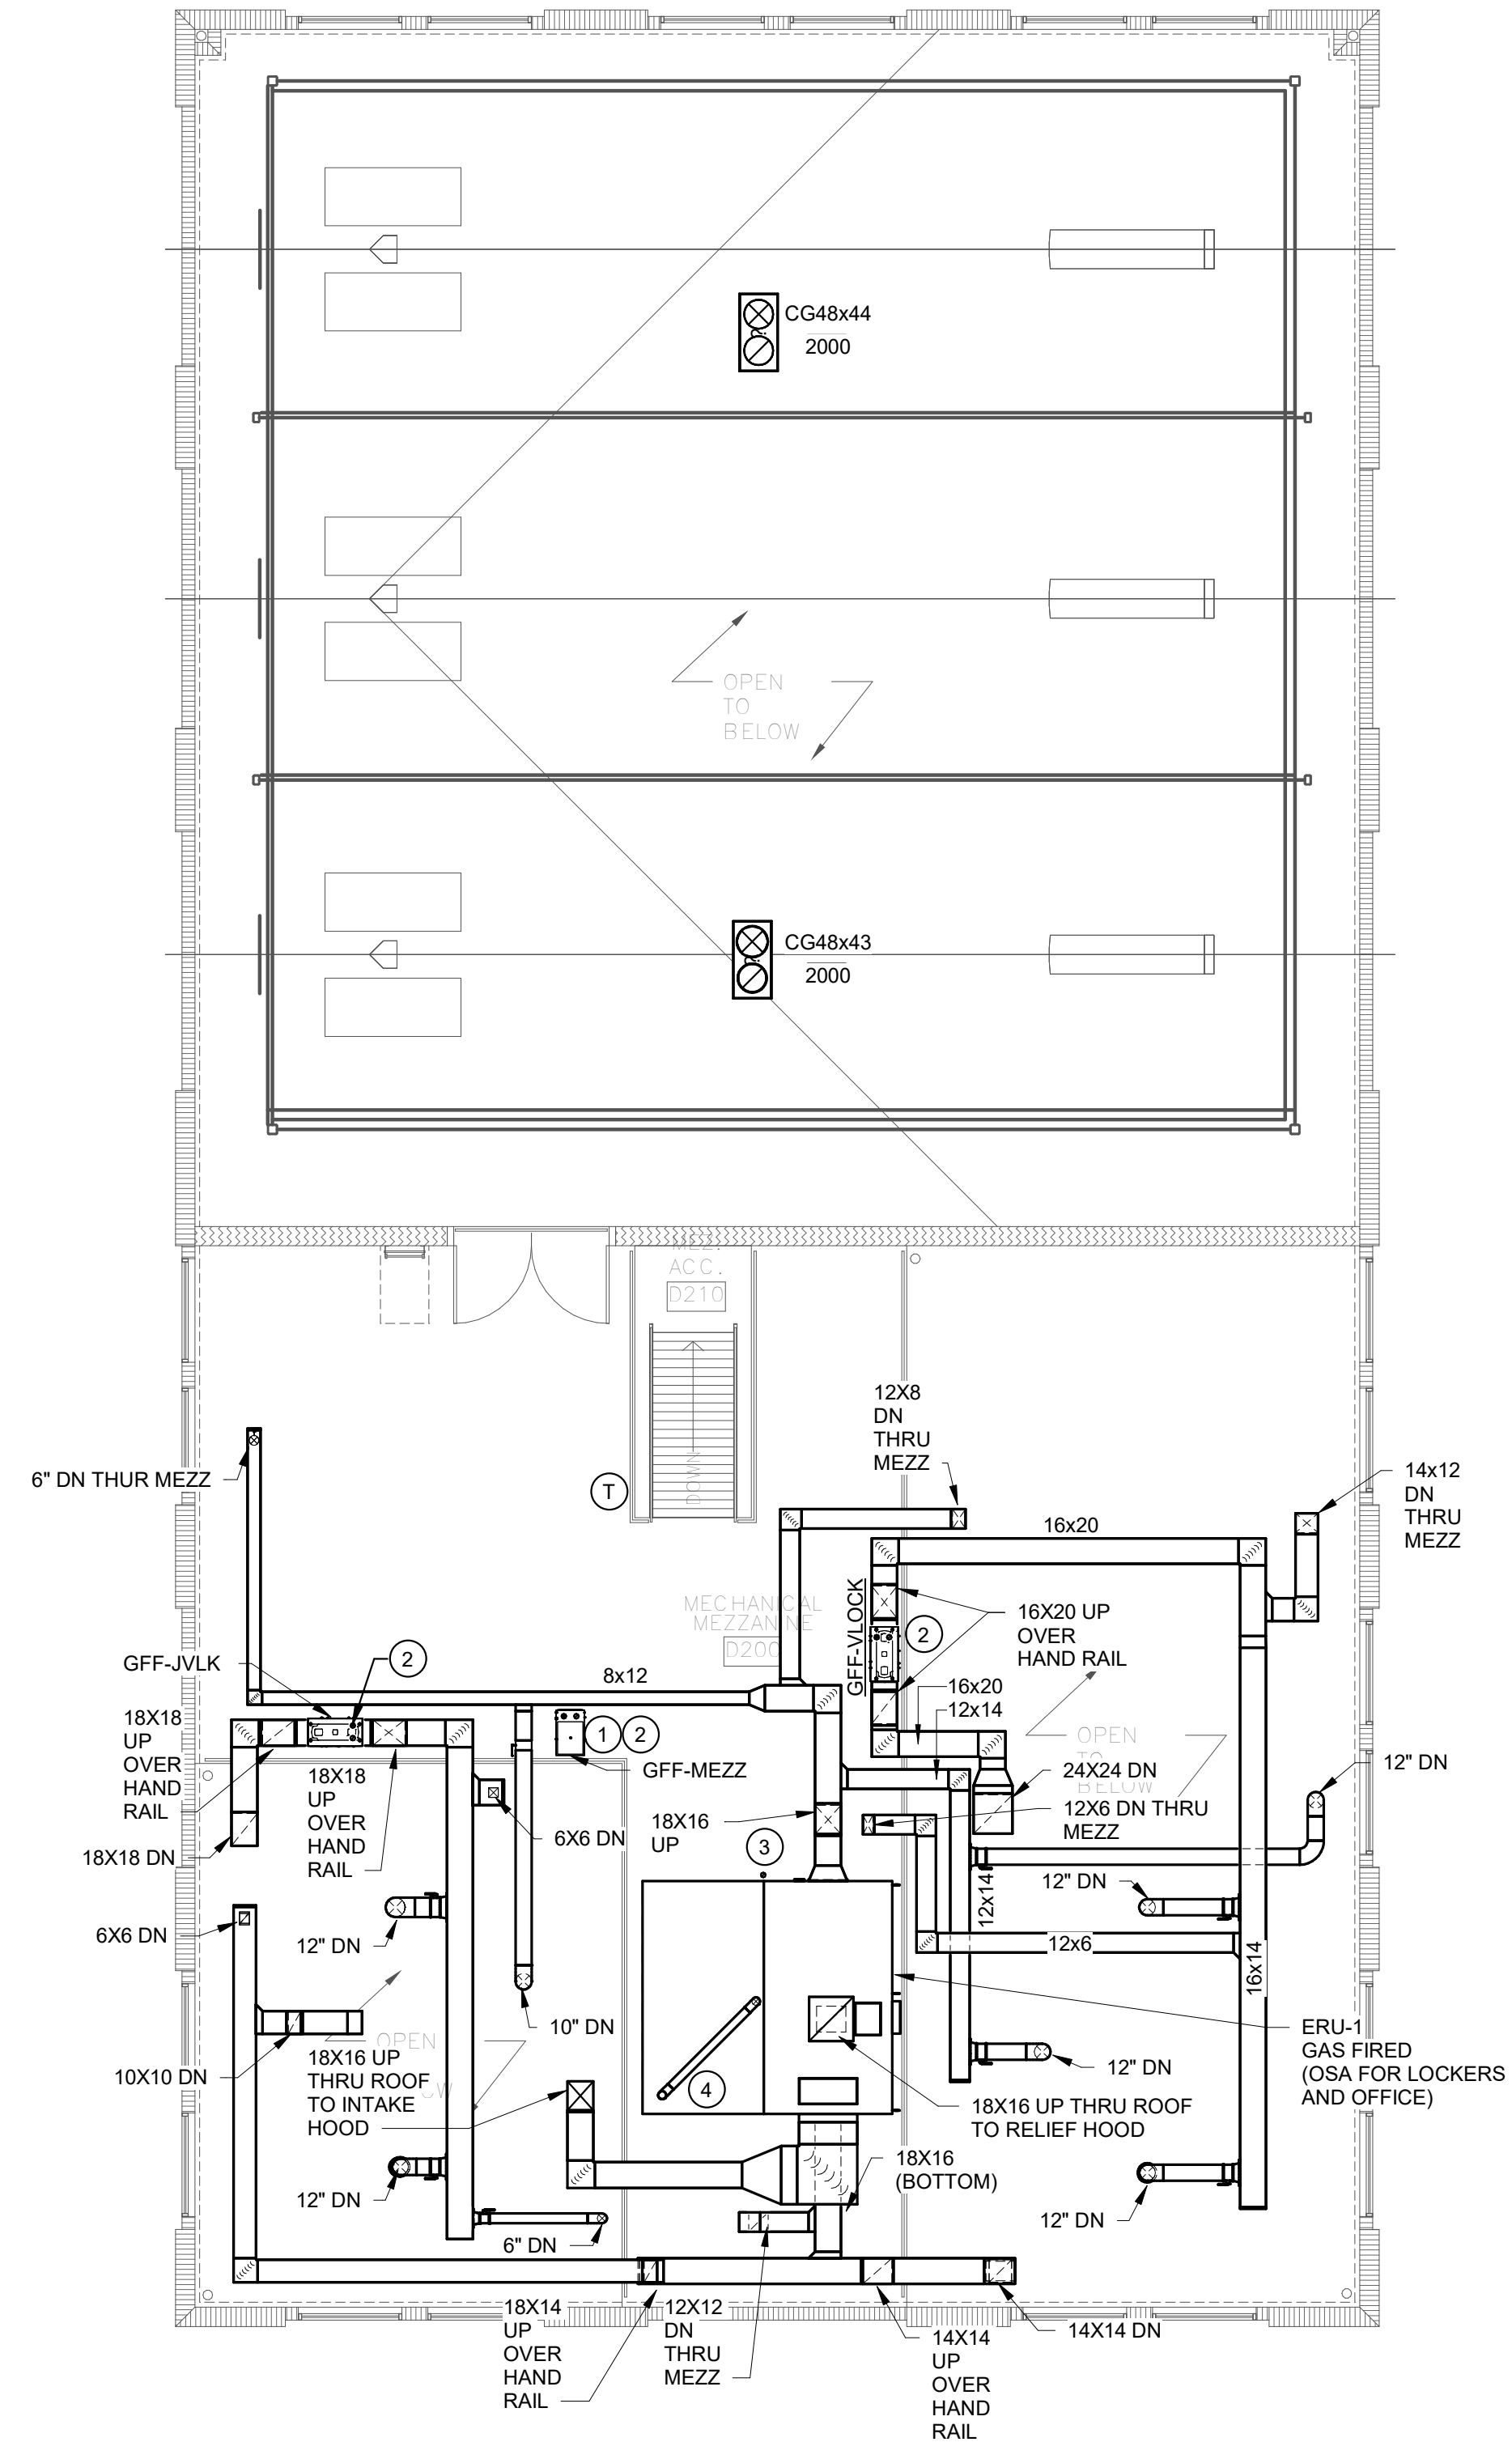 CG48x44
2000
OPEN
TO
BELOW
CG48x43
2000
MEZ.
ACC.
D210
DOWN
T
12X8
DN
THRU
MEZZ
6" DN THUR MEZZ
14x12
DN
THRU
MEZZ
16x20
MECHANICAL
MEZZANINE
D200
GFF-VLOCK
2
16X20 UP
OVER
HAND RAIL
GFF-JVLK
2
8x12
16x20
12x14
18X18
UP
OVER
HAND
RAIL
1
2
GFF-MEZZ
OPEN
TO
BELOW
24X24 DN
12" DN
18X18
UP
OVER
HAND
RAIL
12X6 DN THRU
MEZZ
6X6 DN
18X16
UP
18X18 DN
3
12" DN
12x14
6X6 DN
12" DN
12x6
16x14
10" DN
ERU-1
GAS FIRED
(OSA FOR LOCKERS
AND OFFICE)
OPEN
10X10 DN
18X16 UP
THRU ROOF
TO INTAKE
HOOD
OW
4
12" DN
18X16 UP THRU ROOF
TO RELIEF HOOD
18X16
(BOTTOM)
12" DN
12" DN
6" DN
18X14
UP
OVER
HAND
RAIL
12X12
DN
THRU
MEZZ
14X14
UP
OVER
HAND
RAIL
14X14 DN